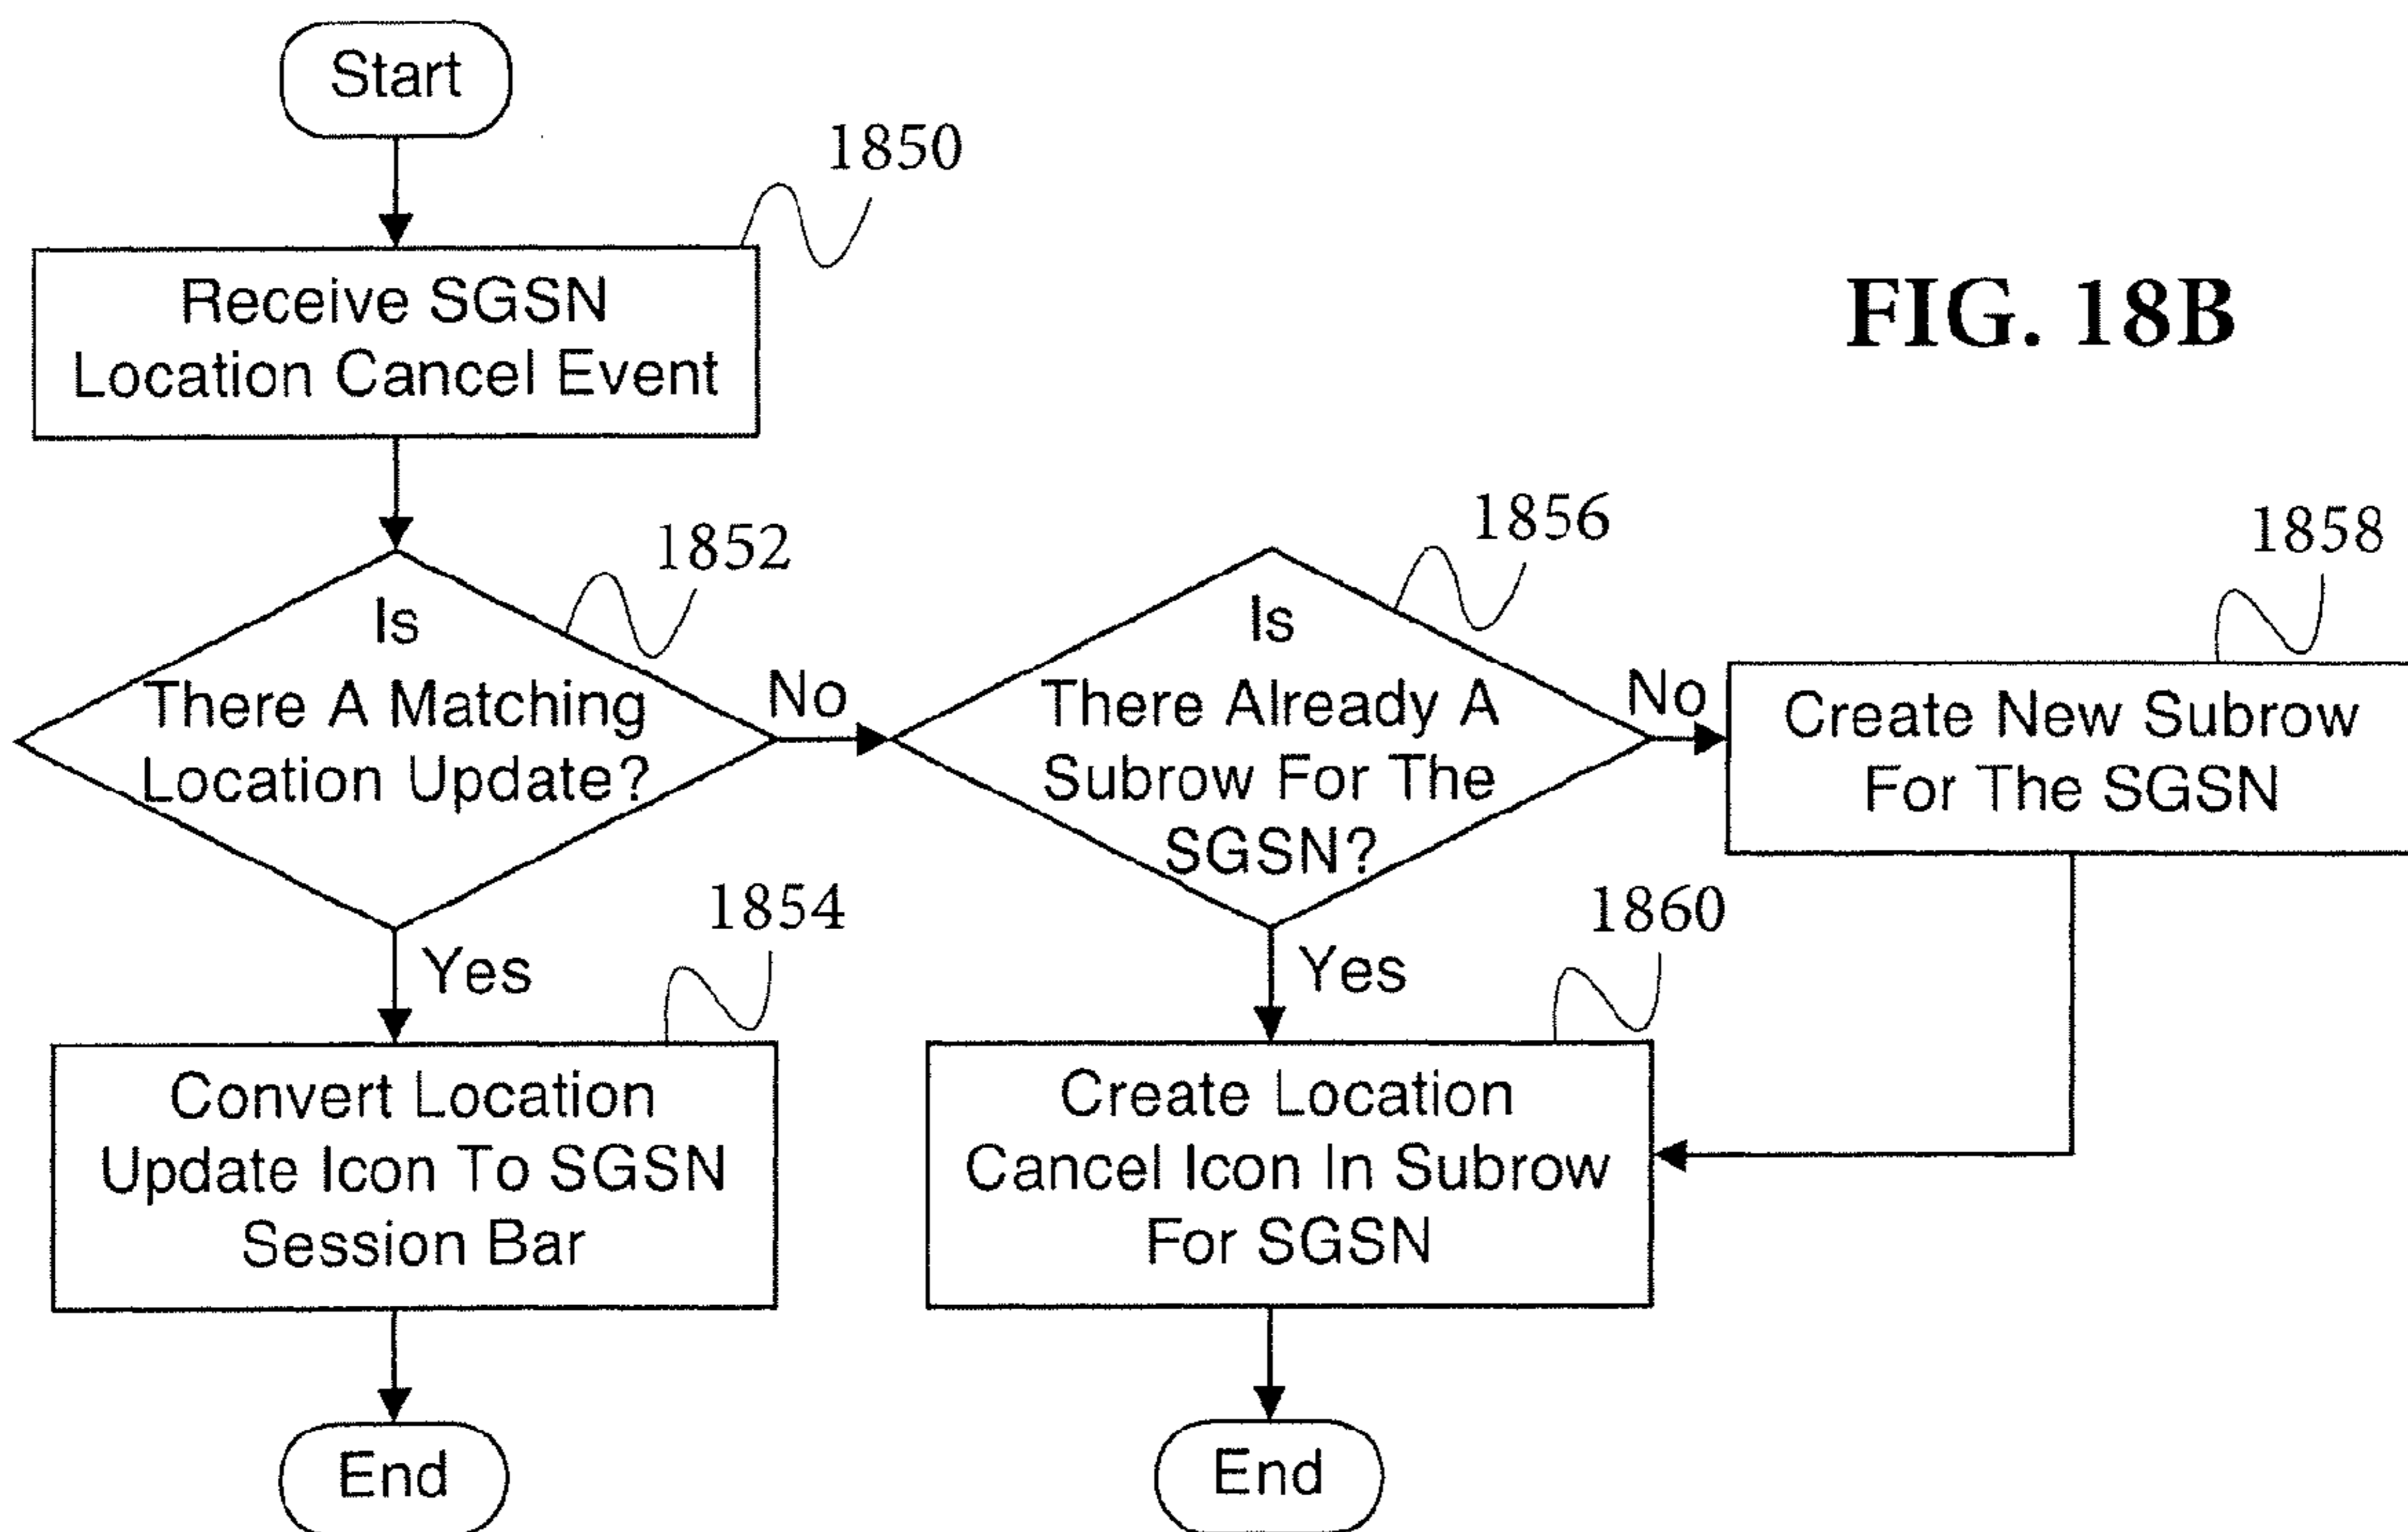 Start
1850
Receive SGSN
Location Cancel Event
FIG. 18B
1852
Is
There A Matching
Location Update?
No
1856
Is
There Already A
Subrow For The
SGSN?
No
1858
Create New Subrow
For The SGSN
Yes
1854
Convert Location
Update Icon To SGSN
Session Bar
Yes
1860
Create Location
Cancel Icon In Subrow
For SGSN
End
End